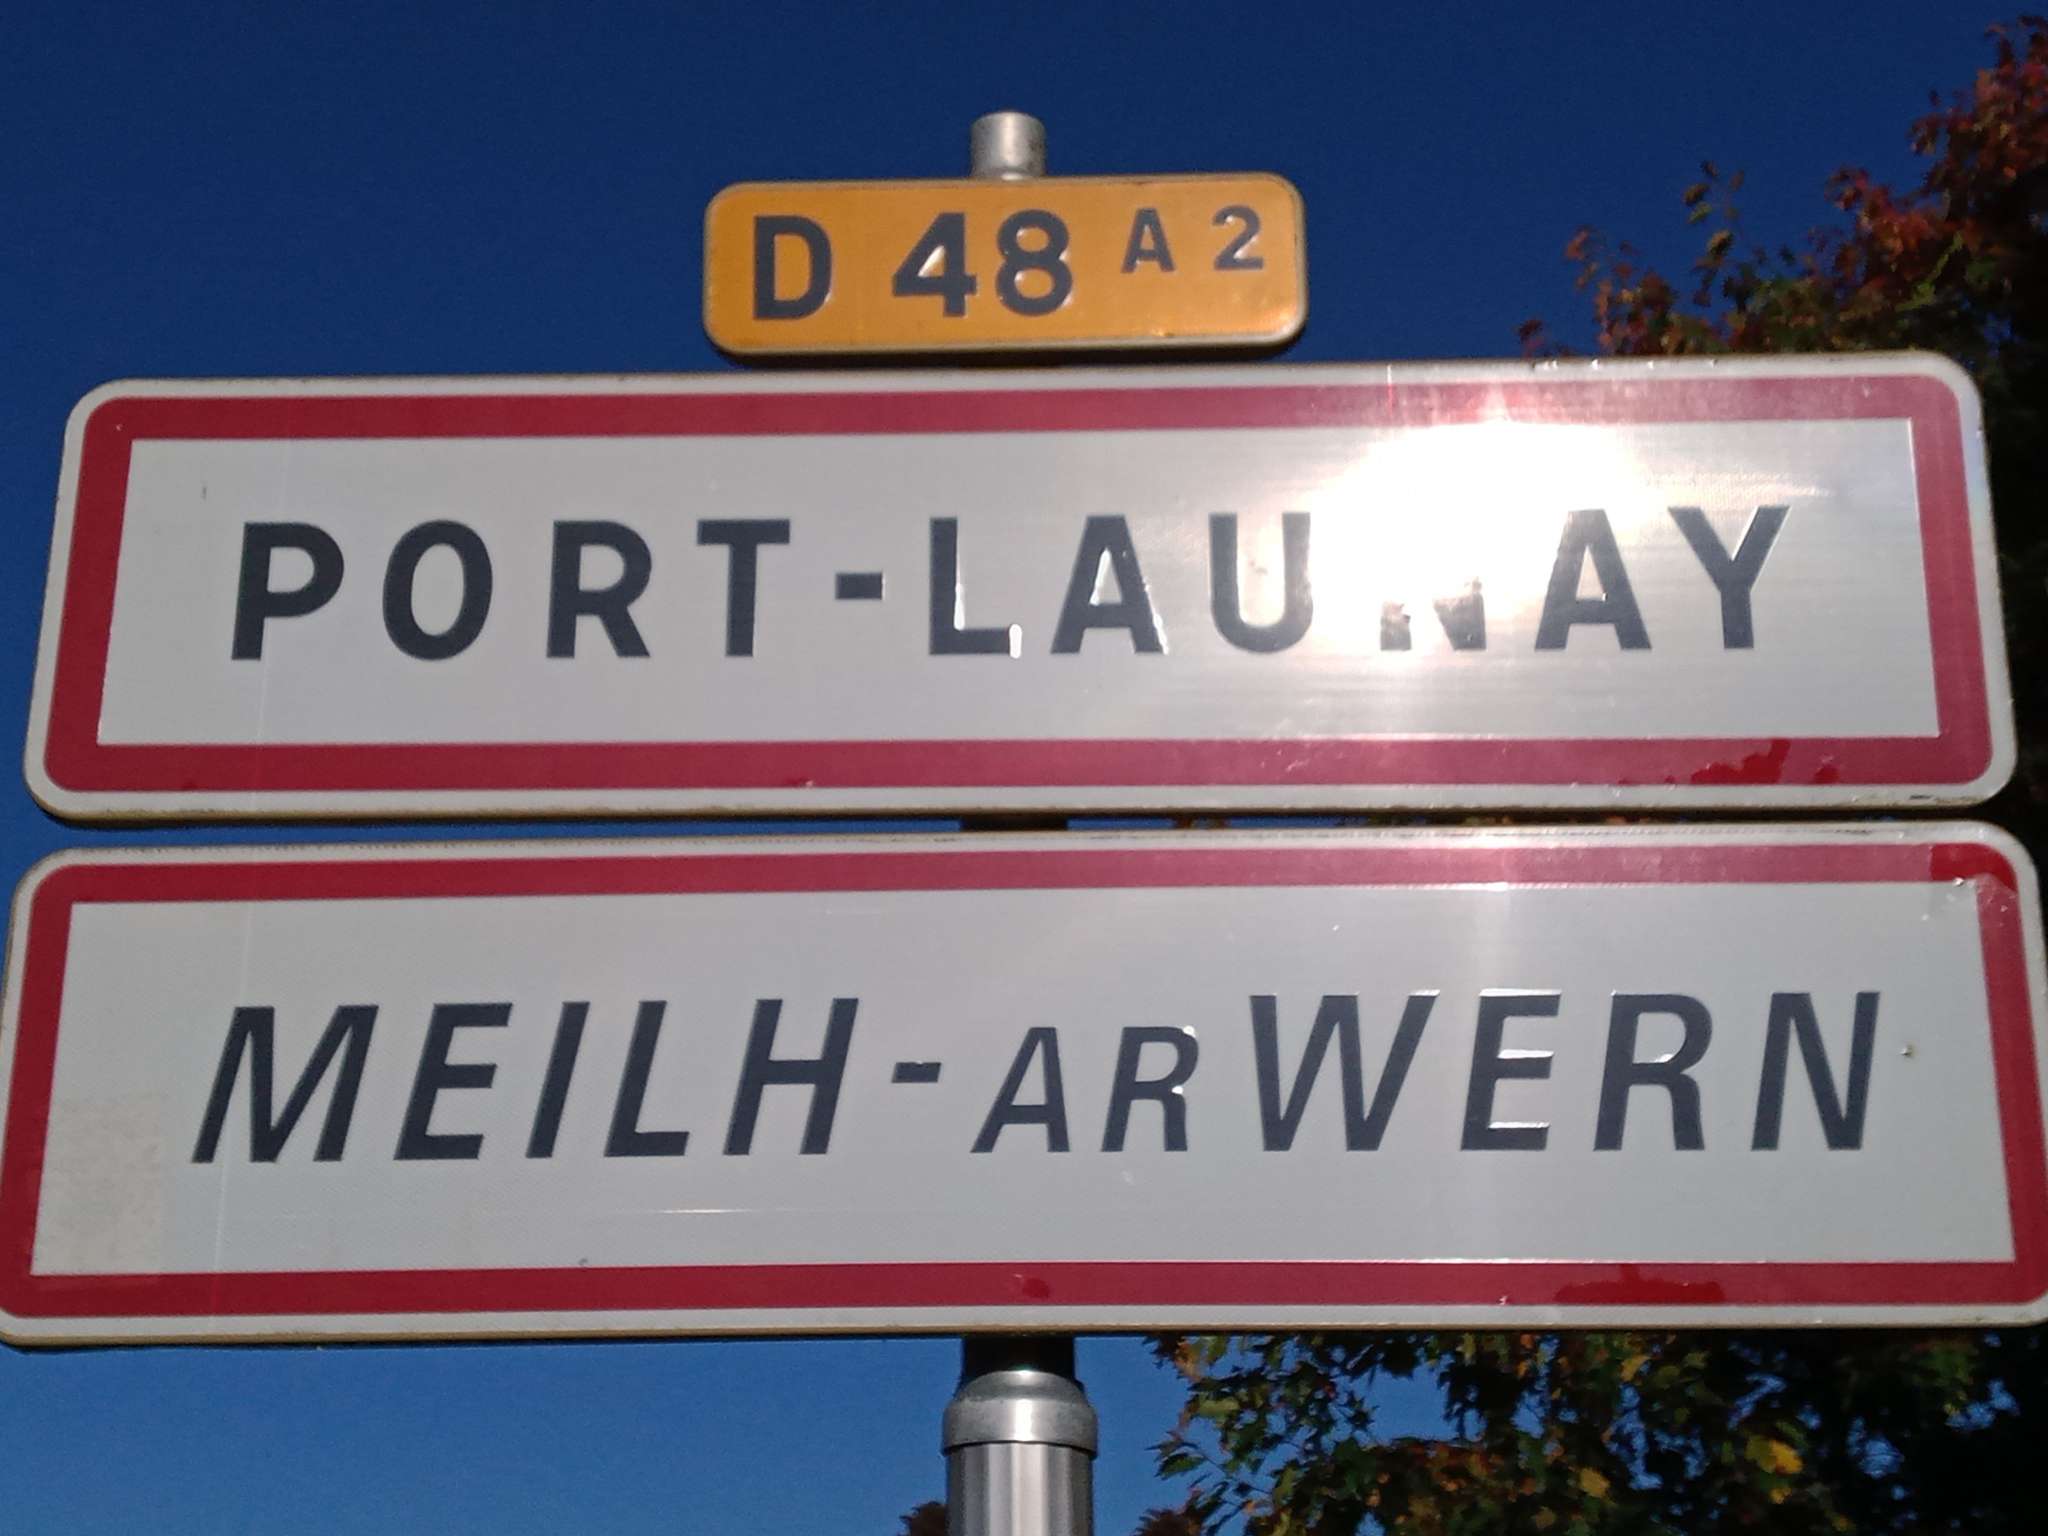 D 48 A 2
PORT-LAUNAY
MEILH-AR WERN